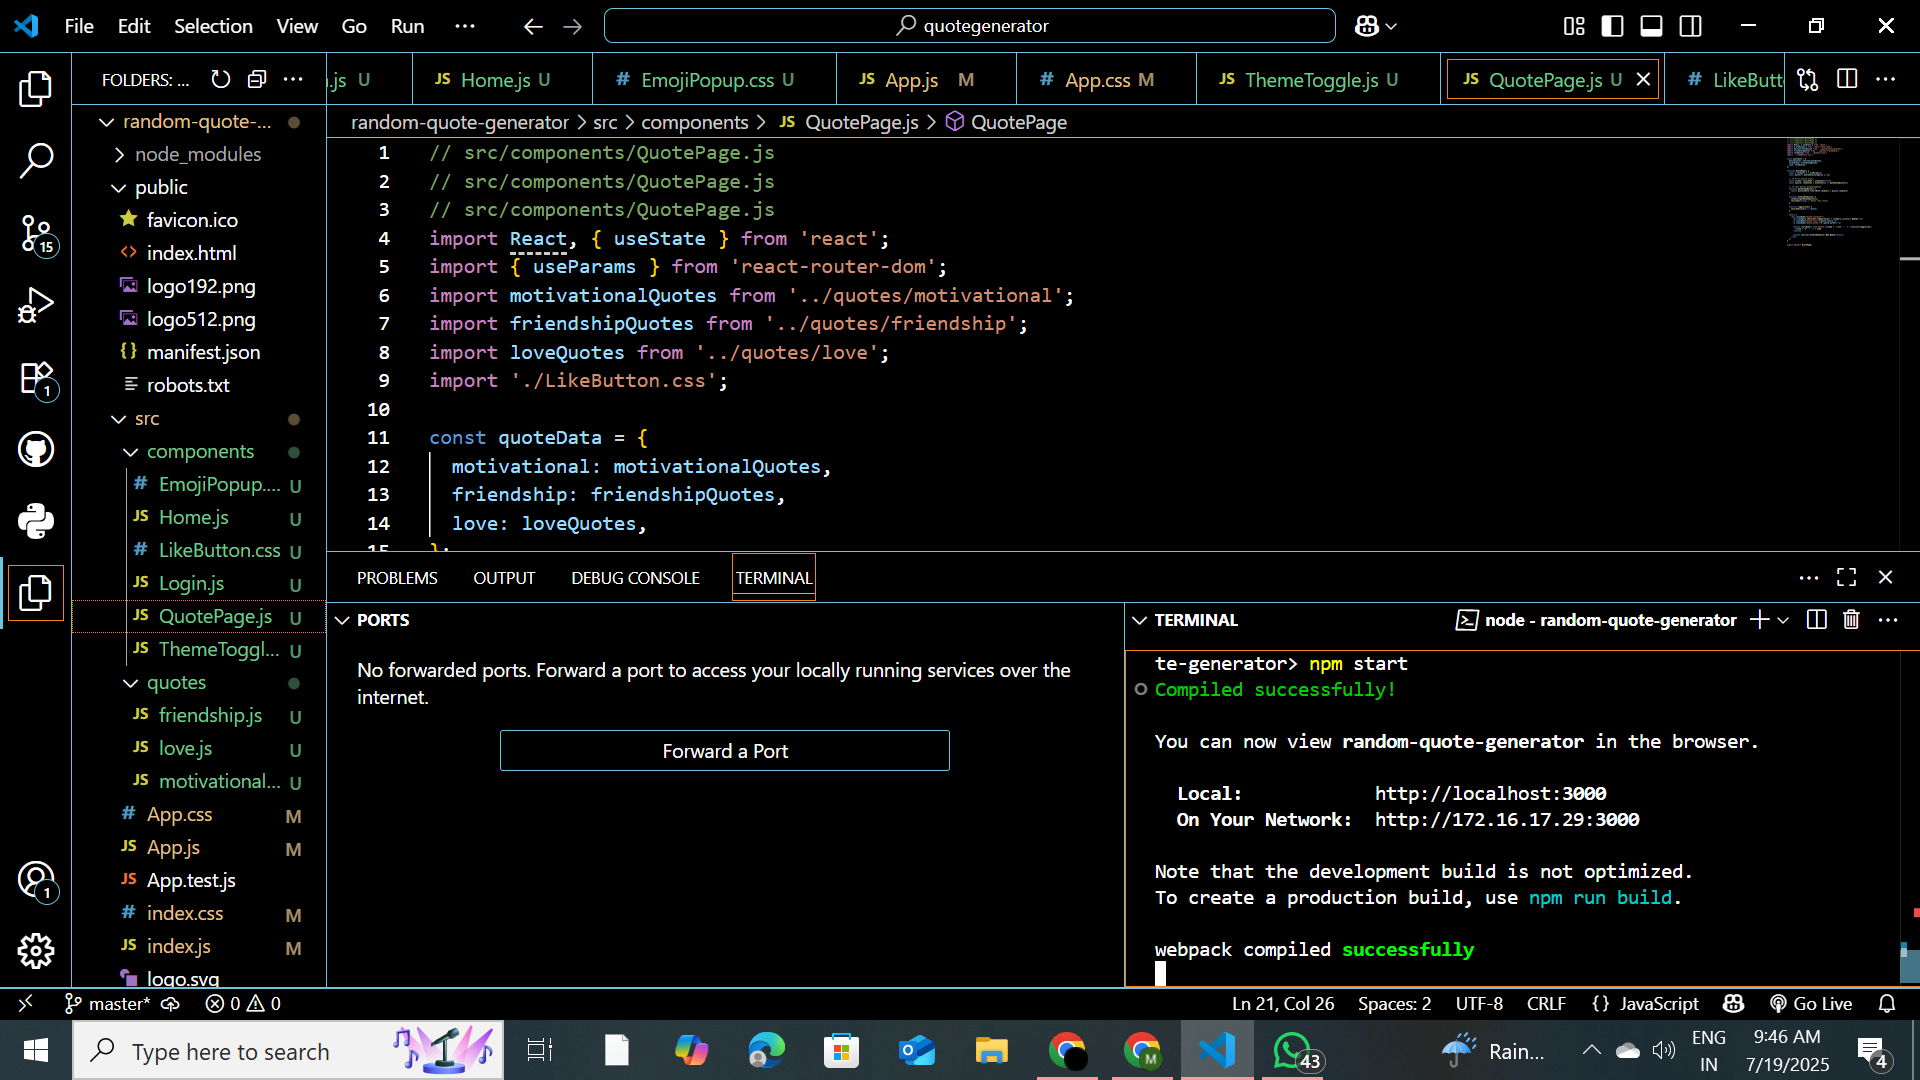 File Edit Selection View Go Run ··· quotegenerator
FOLDERS: ...
.js U
JS Home.js U
# EmojiPopup.css U
JS App.js M
# App.css M
JS ThemeToggle.js U
JS QuotePage.js U
# LikeButt
random-quote-generator > src > components > JS QuotePage.js > QuotePage
random-quote-...
node_modules
public
favicon.ico
index.html
logo192.png
logo512.png
manifest.json
robots.txt
src
components
# EmojiPopup.... U
JS Home.js U
# LikeButton.css U
JS Login.js U
JS QuotePage.js U
JS ThemeToggl... U
quotes
JS friendship.js U
JS love.js U
JS motivational... U
# App.css M
JS App.js M
JS App.test.js
# index.css M
JS index.js M
logo.svg
15
1
1
1 // src/components/QuotePage.js
2 // src/components/QuotePage.js
3 // src/components/QuotePage.js
4 import React, { useState } from 'react';
5 import { useParams } from 'react-router-dom';
6 import motivationalQuotes from '../quotes/motivational';
7 import friendshipQuotes from '../quotes/friendship';
8 import loveQuotes from '../quotes/love';
9 import './LikeButton.css';
10
11 const quoteData = {
12 motivational: motivationalQuotes,
13 friendship: friendshipQuotes,
14 love: loveQuotes,
15 };
PROBLEMS OUTPUT DEBUG CONSOLE TERMINAL
PORTS
No forwarded ports. Forward a port to access your locally running services over the
internet.
Forward a Port
TERMINAL
node - random-quote-generator
te-generator> npm start
Compiled successfully!
You can now view random-quote-generator in the browser.
Local: http://localhost:3000
On Your Network: http://172.16.17.29:3000
Note that the development build is not optimized.
To create a production build, use npm run build.
webpack compiled successfully
master* 0 0
Ln 21, Col 26 Spaces: 2 UTF-8 CRLF {} JavaScript Go Live
Type here to search
M
43
Rain...
ENG
IN
9:46 AM
7/19/2025
4